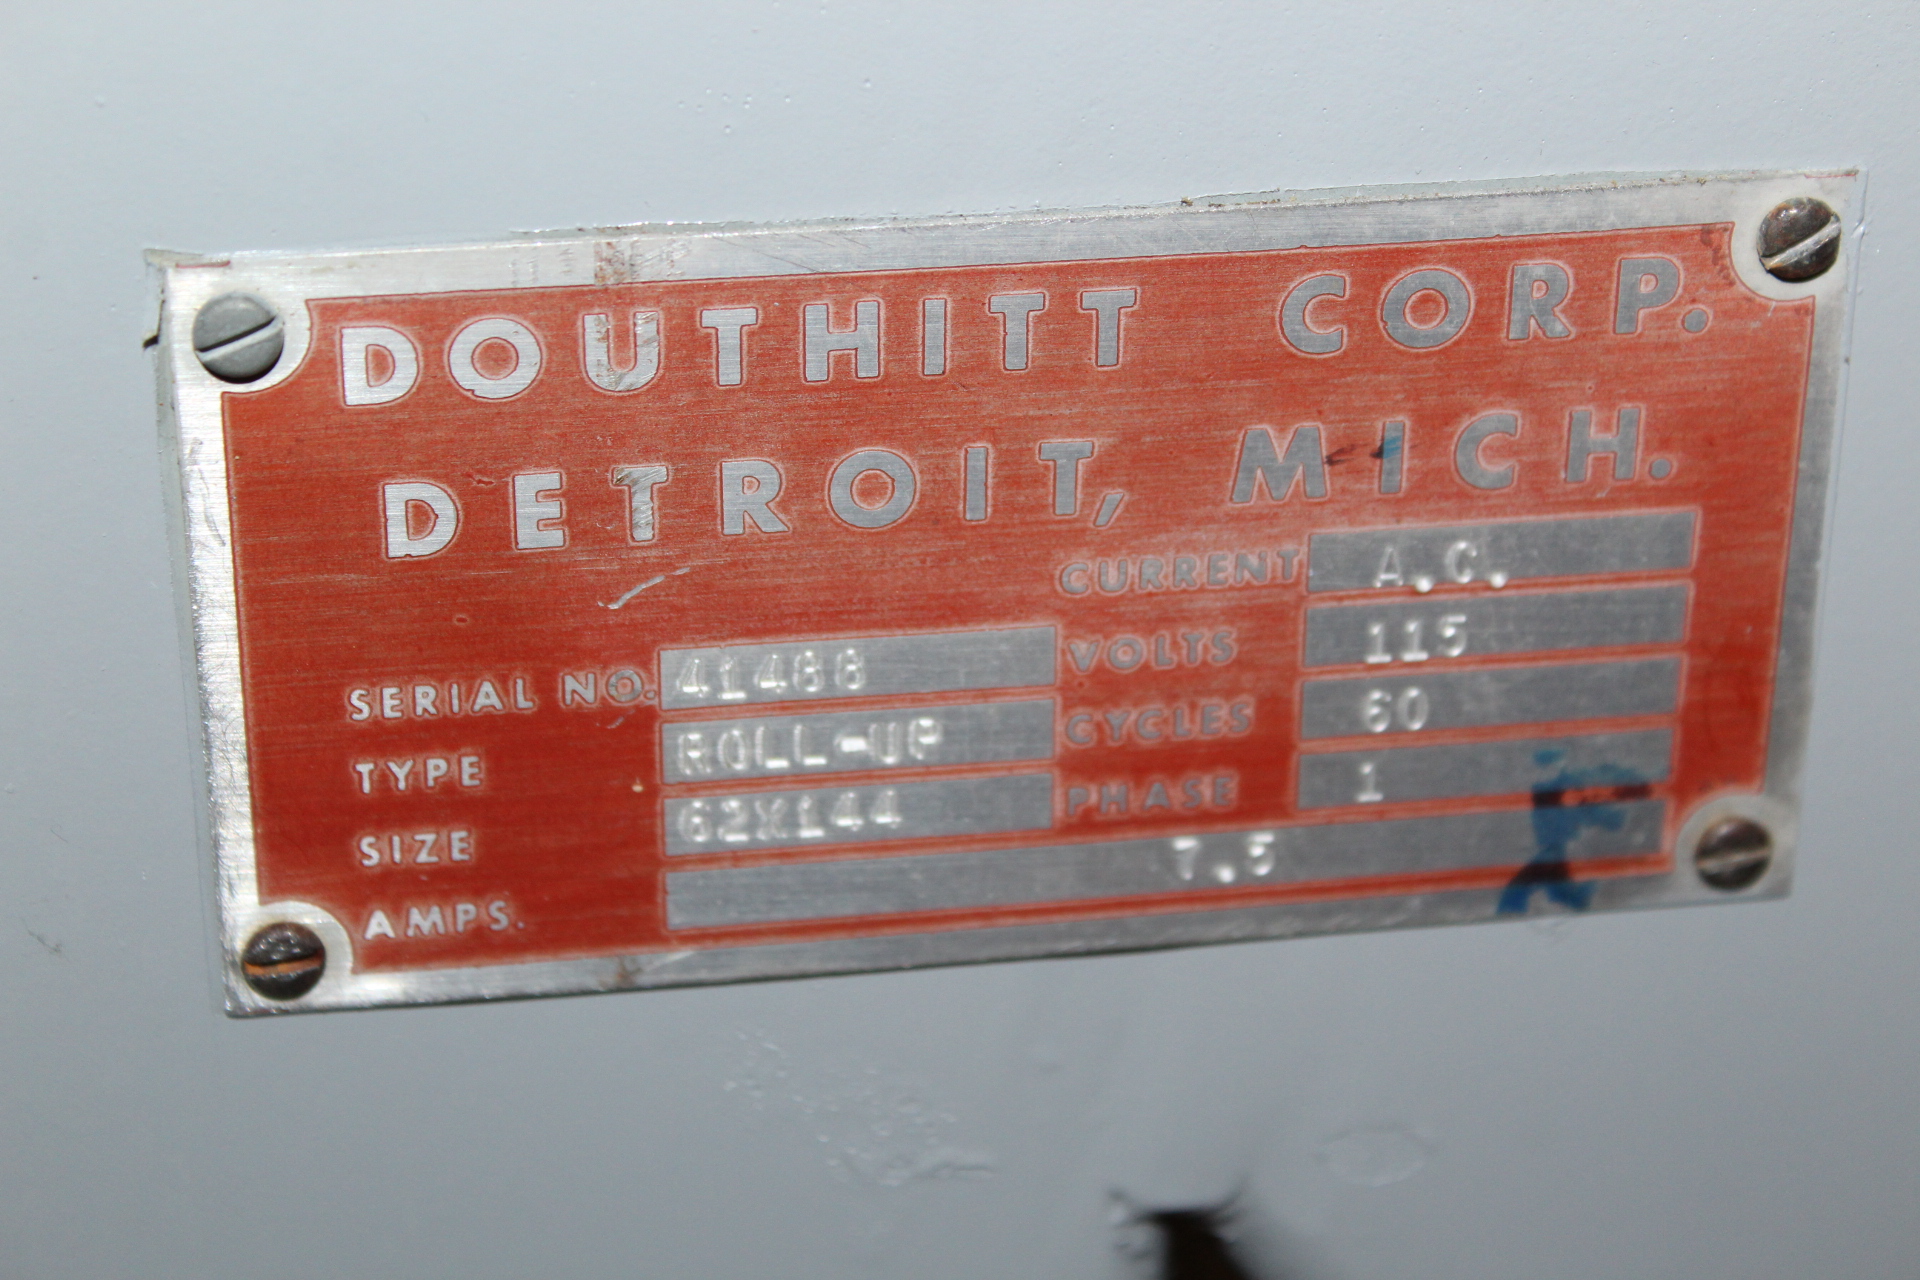 DOUTHITT CORP.
DETROIT, MICH.
CURRENT A.C.
SERIAL NO. 41488 VOLTS 115
TYPE ROLL-UP CYCLES 60
SIZE 62X144 PHASE 1
AMPS. 7.5